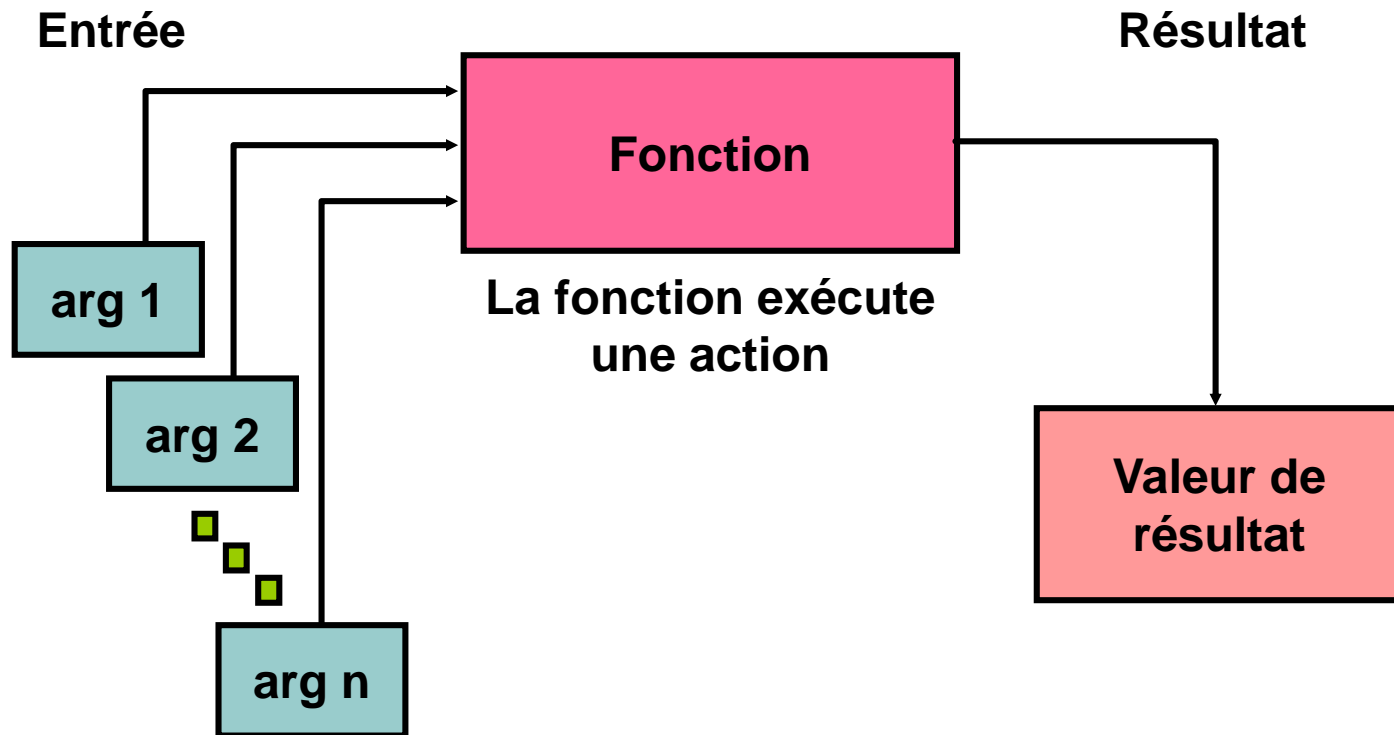 Entrée
Résultat
Fonction
arg 1
La fonction exécute
une action
arg 2
Valeur de
résultat
arg n